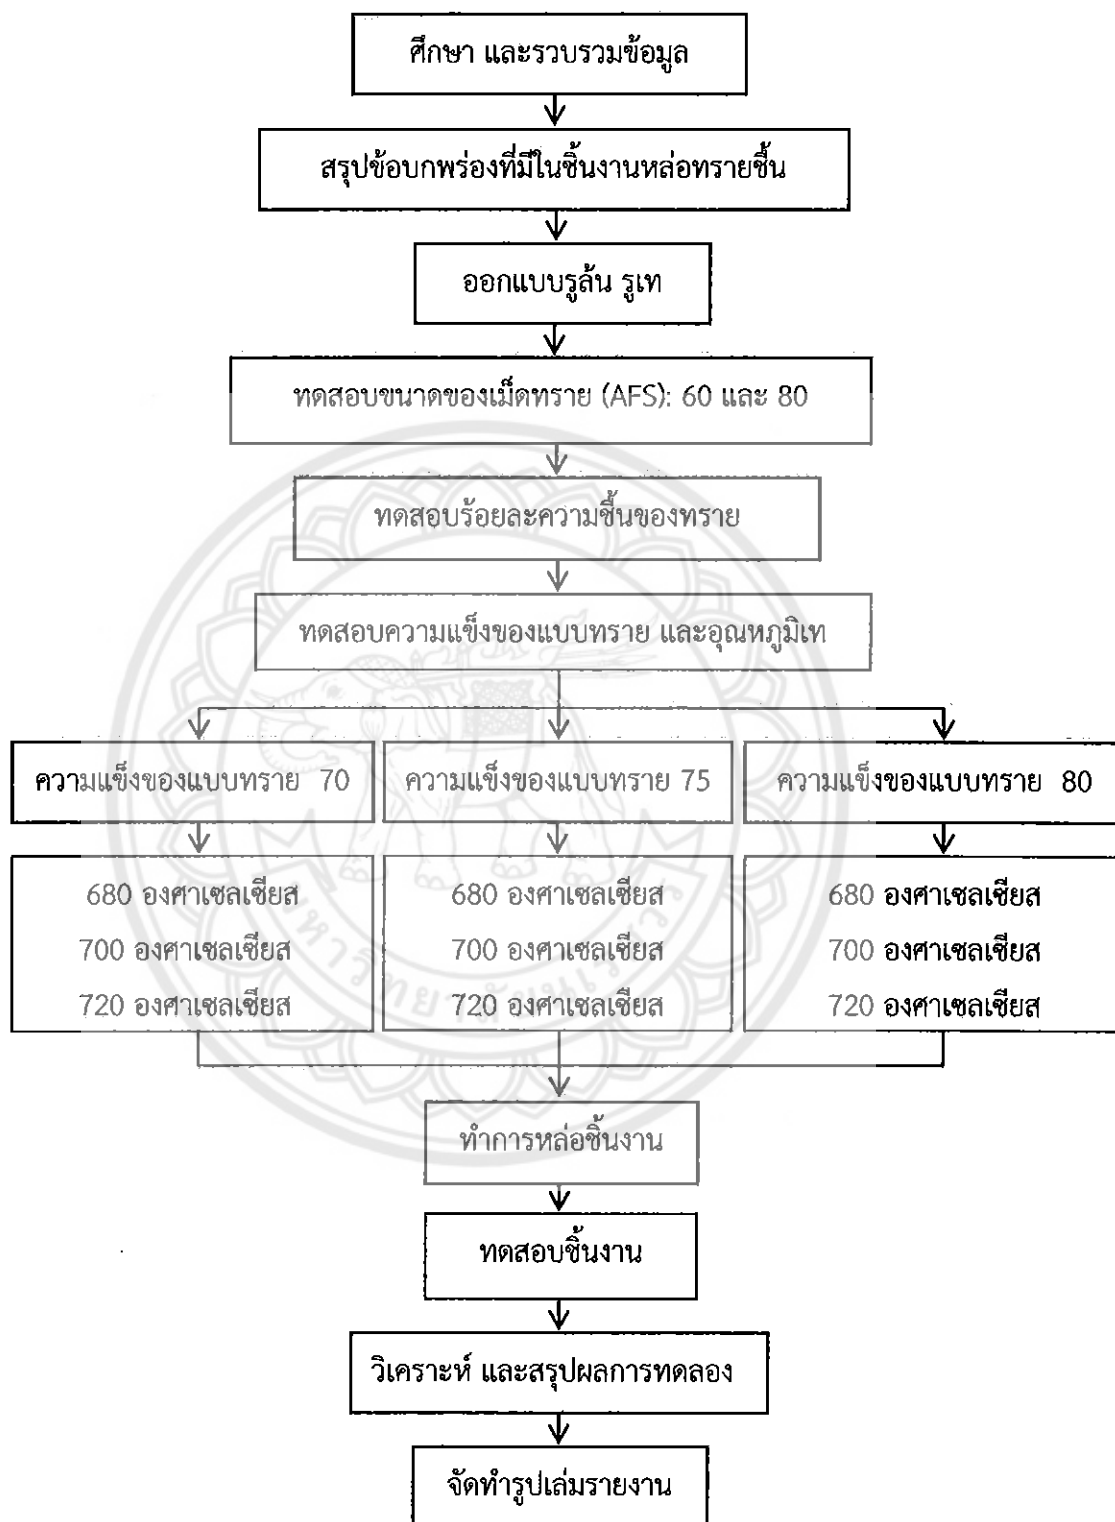 ศึกษา และรวบรวมข้อมูล
สรุปข้อบกพร่องที่มีในชิ้นงานหล่อทรายชื้น
ออกแบบรูล้น รูเท
ทดสอบขนาดของเม็ดทราย (AFS): 60 และ 80
ทดสอบร้อยละความชื้นของทราย
ทดสอบความแข็งของแบบทราย และอุณหภูมิเท
ความแข็งของแบบทราย 70
ความแข็งของแบบทราย 75
ความแข็งของแบบทราย 80
680 องศาเซลเซียส
700 องศาเซลเซียส
720 องศาเซลเซียส
680 องศาเซลเซียส
700 องศาเซลเซียส
720 องศาเซลเซียส
680 องศาเซลเซียส
700 องศาเซลเซียส
720 องศาเซลเซียส
มหาวิทยาลัยนเรศวร
ทำการหล่อชิ้นงาน
ทดสอบชิ้นงาน
วิเคราะห์ และสรุปผลการทดลอง
จัดทำรูปเล่มรายงาน